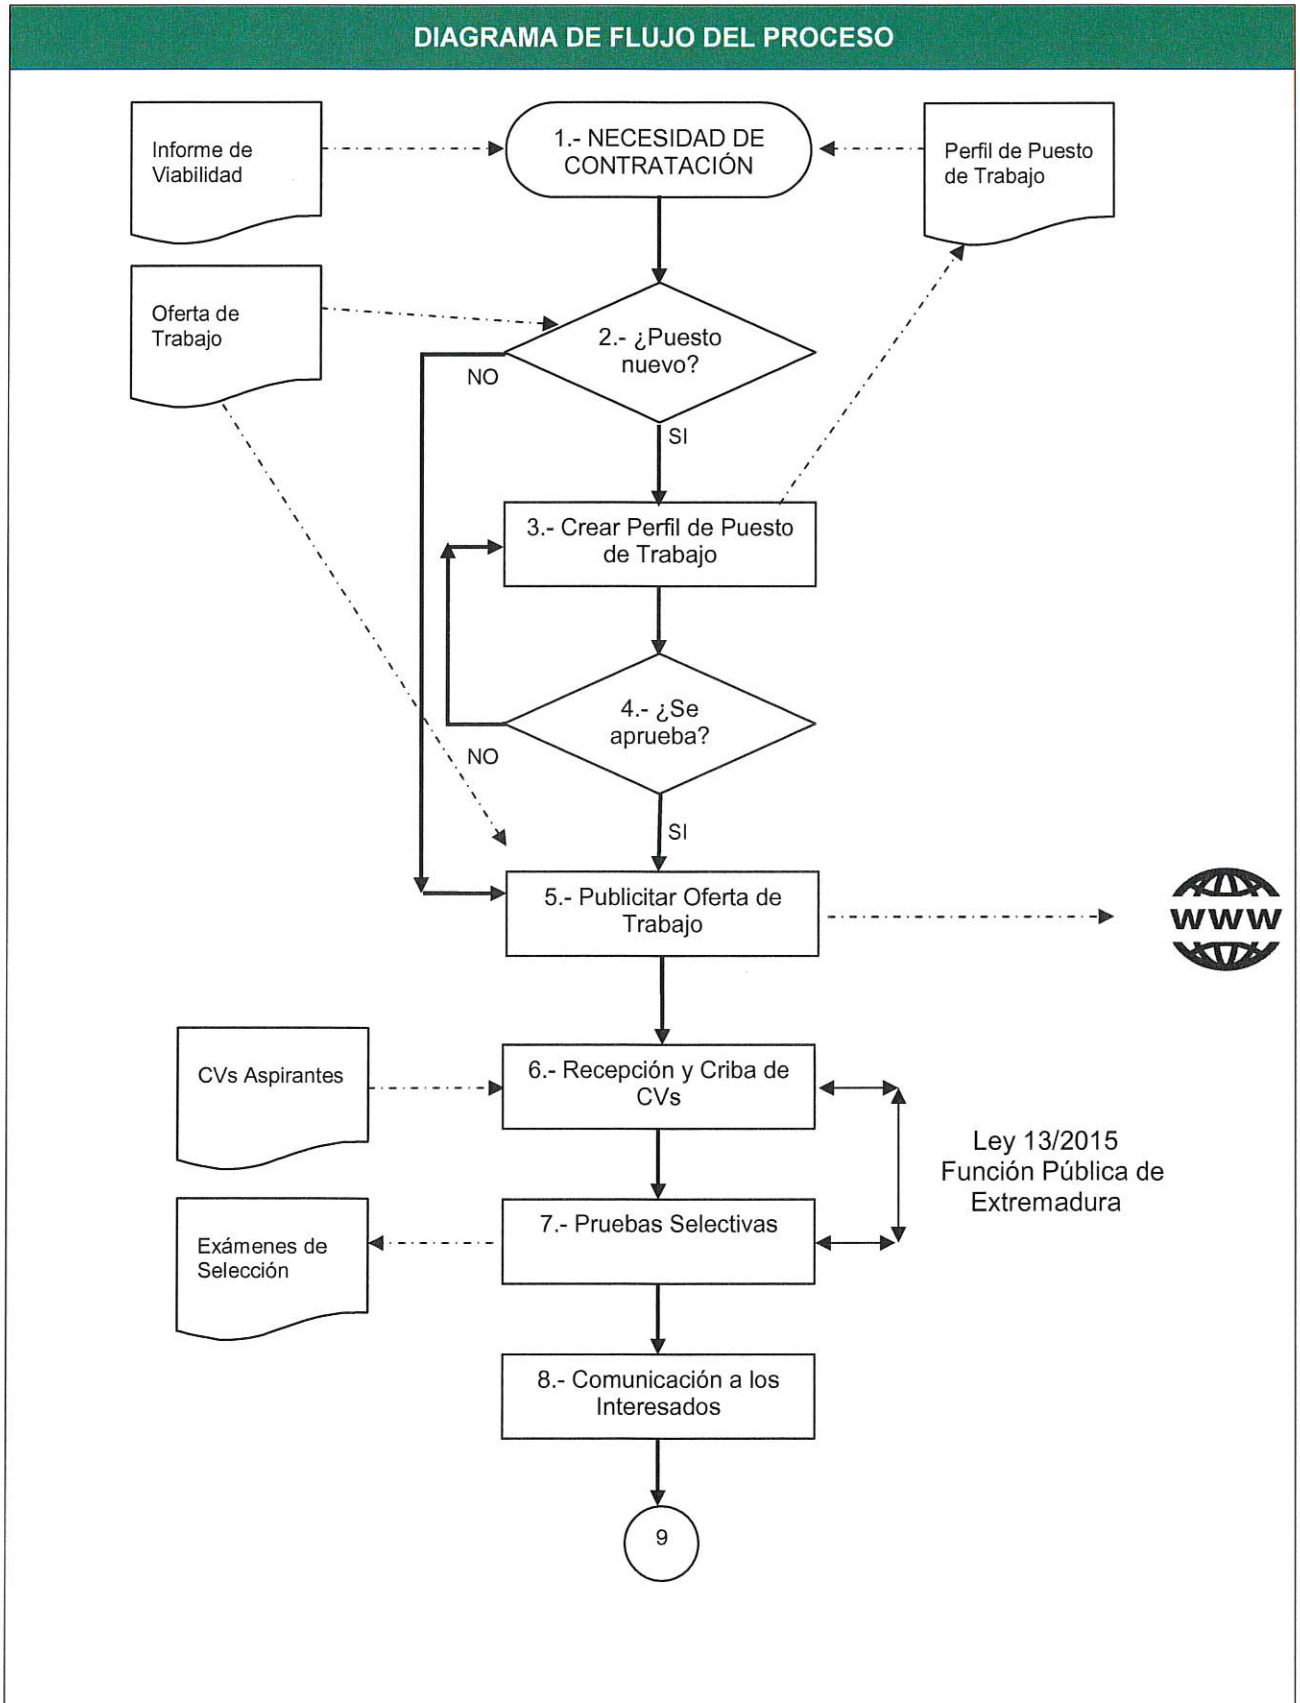 DIAGRAMA DE FLUJO DEL PROCESO
Informe de
Viabilidad
1.- NECESIDAD DE
CONTRATACIÓN
Perfil de Puesto
de Trabajo
Oferta de
Trabajo
2.- ¿Puesto
nuevo?
NO
SI
3.- Crear Perfil de Puesto
de Trabajo
4.- ¿Se
aprueba?
NO
SI
5.- Publicitar Oferta de
Trabajo
WWW
CVs Aspirantes
6.- Recepción y Criba de
CVs
Ley 13/2015
Función Pública de
Extremadura
7.- Pruebas Selectivas
Exámenes de
Selección
8.- Comunicación a los
Interesados
9